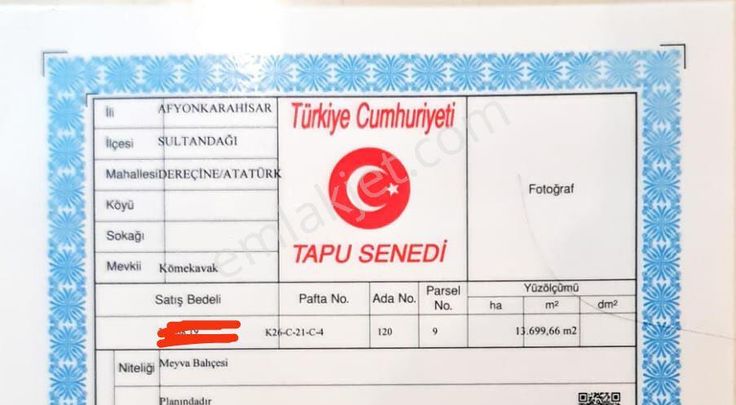 İli AFYONKARAHİSAR
İlçesi SULTANDAĞI
Mahallesi DEREÇİNE/ATATÜRK
Köyü
Sokağı
Mevkii Kömekavak
Türkiye Cumhuriyeti
TAPU SENEDİ
Fotoğraf
emlakjet.com
Satış Bedeli Pafta No. Ada No. Parsel No. Yüzölçümü
ha m² dm²
K26-C-21-C-4 120 9 13.699,66 m2
Niteliği Meyva Bahçesi
Planındadır